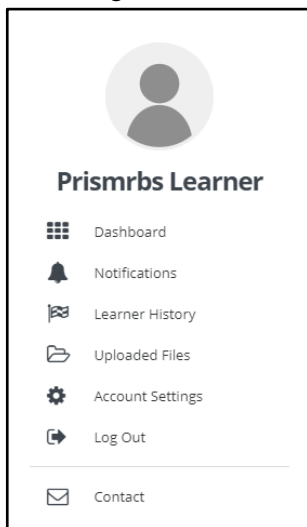 Prismrbs Learner
Dashboard
Notifications
Learner History
Uploaded Files
Account Settings
Log Out
Contact